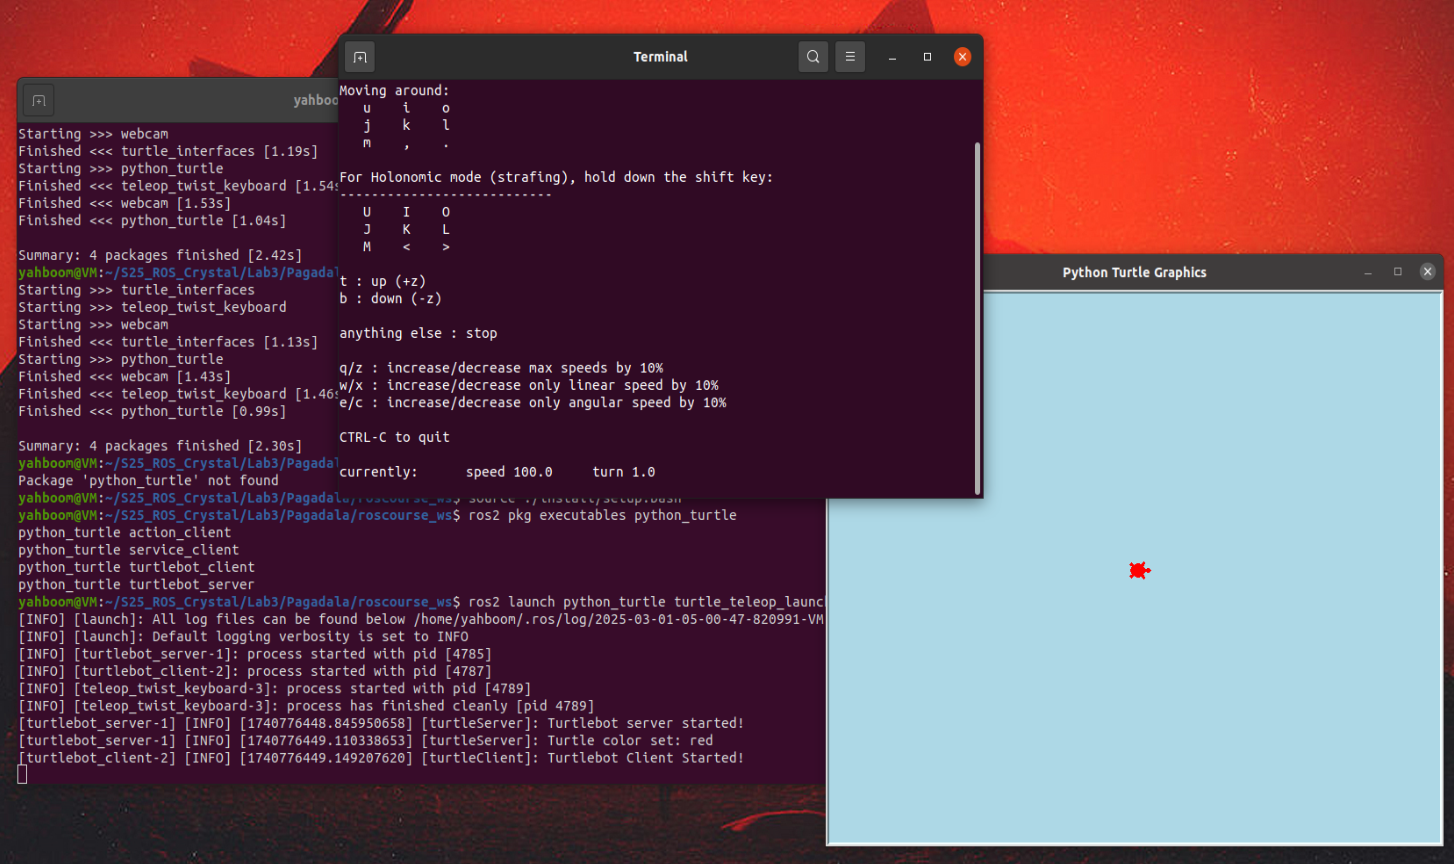 Terminal
Moving around:
u i o
j k l
m , .
For Holonomic mode (strafing), hold down the shift key:
---------------------------
U I O
J K L
M < >
t : up (+z)
b : down (-z)
anything else : stop
q/z : increase/decrease max speeds by 10%
w/x : increase/decrease only linear speed by 10%
e/c : increase/decrease only angular speed by 10%
CTRL-C to quit
currently: speed 100.0 turn 1.0
Starting >>> webcam
Finished <<< turtle_interfaces [1.19s]
Starting >>> python_turtle
Finished <<< teleop_twist_keyboard [1.54s
Finished <<< webcam [1.53s]
Finished <<< python_turtle [1.04s]
Summary: 4 packages finished [2.42s]
yahboom@VM:~/S25_ROS_Crystal/Lab3/Pagadal
Starting >>> turtle_interfaces
Starting >>> teleop_twist_keyboard
Starting >>> webcam
Finished <<< turtle_interfaces [1.13s]
Starting >>> python_turtle
Finished <<< webcam [1.43s]
Finished <<< teleop_twist_keyboard [1.46s
Finished <<< python_turtle [0.99s]
Summary: 4 packages finished [2.30s]
yahboom@VM:~/S25_ROS_Crystal/Lab3/Pagadal
Package 'python_turtle' not found
yahboom@VM:~/S25_ROS_Crystal/Lab3/Pagadala/roscourse_ws$ source ./install/setup.bash
yahboom@VM:~/S25_ROS_Crystal/Lab3/Pagadala/roscourse_ws$ ros2 pkg executables python_turtle
python_turtle action_client
python_turtle service_client
python_turtle turtlebot_client
python_turtle turtlebot_server
yahboom@VM:~/S25_ROS_Crystal/Lab3/Pagadala/roscourse_ws$ ros2 launch python_turtle turtle_teleop_launc
[INFO] [launch]: All log files can be found below /home/yahboom/.ros/log/2025-03-01-05-00-47-820991-VM
[INFO] [launch]: Default logging verbosity is set to INFO
[INFO] [turtlebot_server-1]: process started with pid [4785]
[INFO] [turtlebot_client-2]: process started with pid [4787]
[INFO] [teleop_twist_keyboard-3]: process started with pid [4789]
[INFO] [teleop_twist_keyboard-3]: process has finished cleanly [pid 4789]
[turtlebot_server-1] [INFO] [1740776448.845950658] [turtleServer]: Turtlebot server started!
[turtlebot_server-1] [INFO] [1740776449.110338653] [turtleServer]: Turtle color set: red
[turtlebot_client-2] [INFO] [1740776449.149207620] [turtleClient]: Turtlebot Client Started!
Python Turtle Graphics